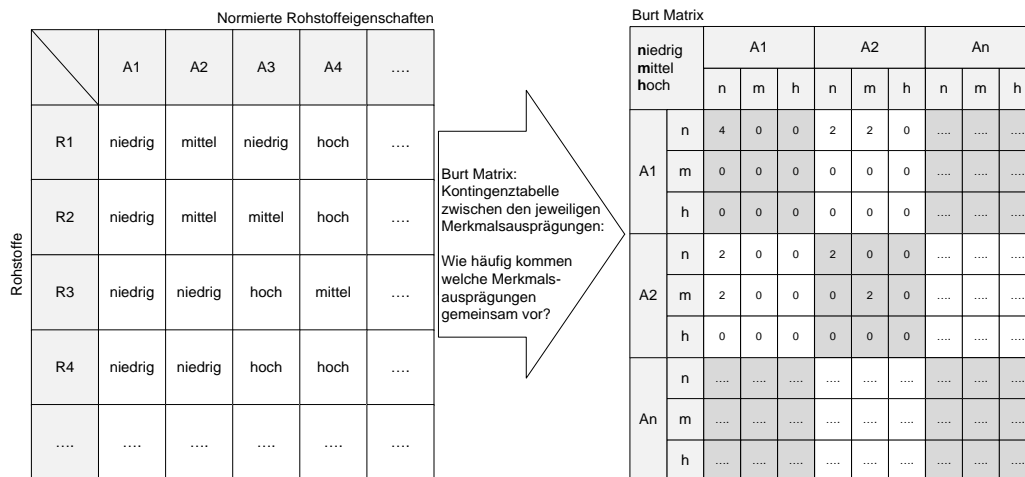 Normierte Rohstoffeigenschaften
A1 A2 A3 A4 ....
R1 niedrig mittel niedrig hoch ....
R2 niedrig mittel mittel hoch ....
R3 niedrig niedrig hoch mittel ....
R4 niedrig niedrig hoch hoch ....
.... .... .... .... .... ....
Rohstoffe
Burt Matrix:
Kontingenztabelle
zwischen den jeweiligen
Merkmalsausprägungen:
Wie häufig kommen
welche Merkmals-
ausprägungen
gemeinsam vor?
Burt Matrix
niedrig
mittel
hoch
A1 A2 An
n m h n m h n m h
A1
n 4 0 0 2 2 0 .... .... ....
m 0 0 0 0 0 0 .... .... ....
h 0 0 0 0 0 0 .... .... ....
A2
n 2 0 0 2 0 0 .... .... ....
m 2 0 0 0 2 0 .... .... ....
h 0 0 0 0 0 0 .... .... ....
An
n .... .... .... .... .... .... .... .... ....
m .... .... .... .... .... .... .... .... ....
h .... .... .... .... .... .... .... .... ....